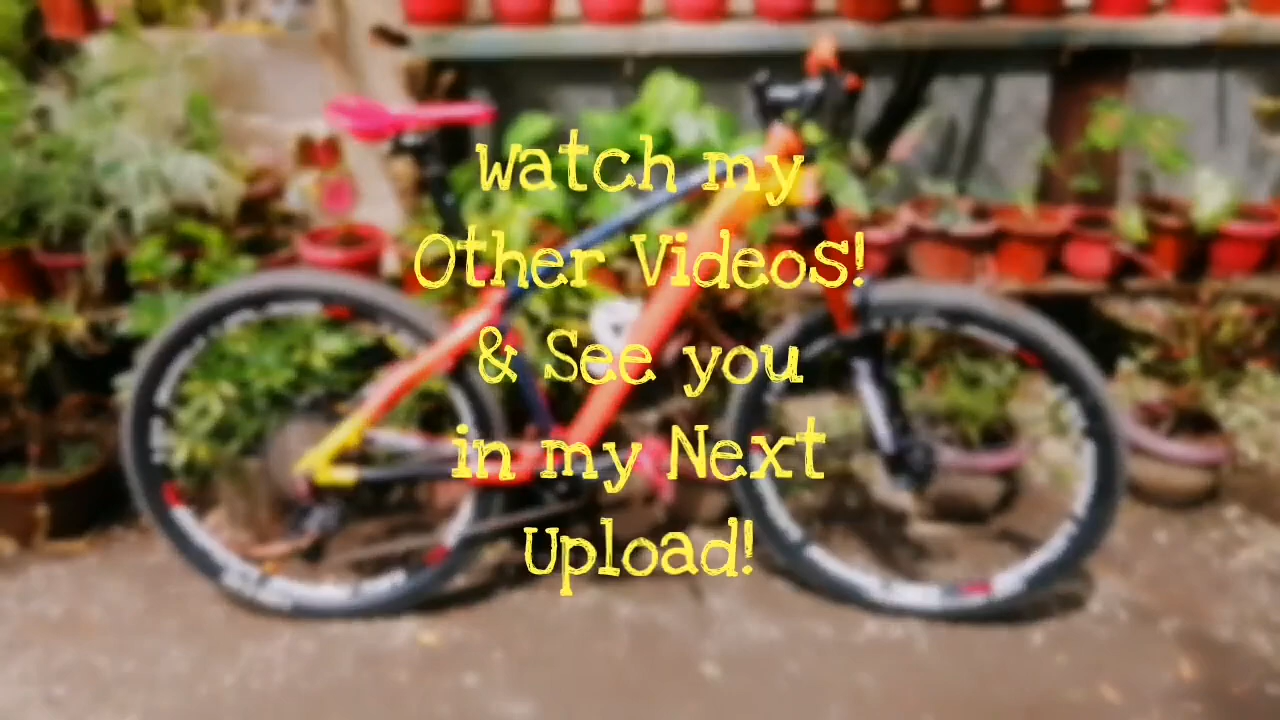 Watch my
Other Videos!
& See you
in my Next
Upload!